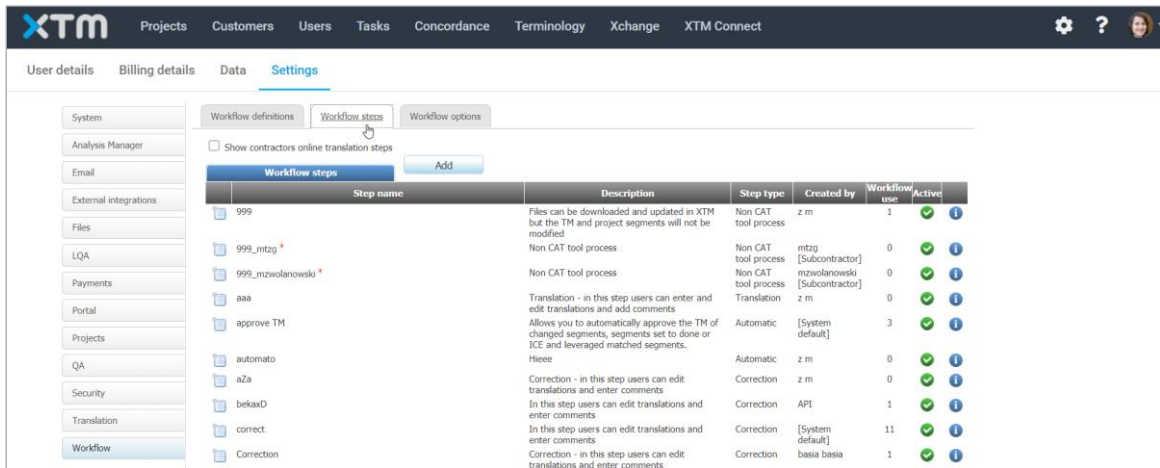 XTM Projects Customers Users Tasks Concordance Terminology Xchange XTM Connect ?
User details Billing details Data Settings
System
Analysis Manager
Email
External integrations
Files
LQA
Payments
Portal
Projects
QA
Security
Translation
Workflow
Workflow definitions Workflow steps Workflow options
Show contractors online translation steps
Workflow steps Add
Step name Description Step type Created by Workflow use Active
999 Files can be downloaded and updated in XTM Non CAT z m 1
but the TM and project segments will not be tool process
modified
999_mtzg * Non CAT tool process Non CAT mtzg 0
tool process [Subcontractor]
999_mzwolanowski * Non CAT tool process Non CAT mzwolanowski 0
tool process [Subcontractor]
aaa Translation - in this step users can enter and Translation z m 0
edit translations and add comments
approve TM Allows you to automatically approve the TM of Automatic [System 3
changed segments, segments set to done or default]
ICE and leveraged matched segments.
automato Hieee Automatic z m 0
aZa Correction - in this step users can edit Correction z m 0
translations and enter comments
bekaxD In this step users can edit translations and Correction API 1
enter comments
correct In this step users can edit translations and Correction [System 11
enter comments default]
Correction Correction - in this step users can edit Correction basia basia 1
translations and enter comments